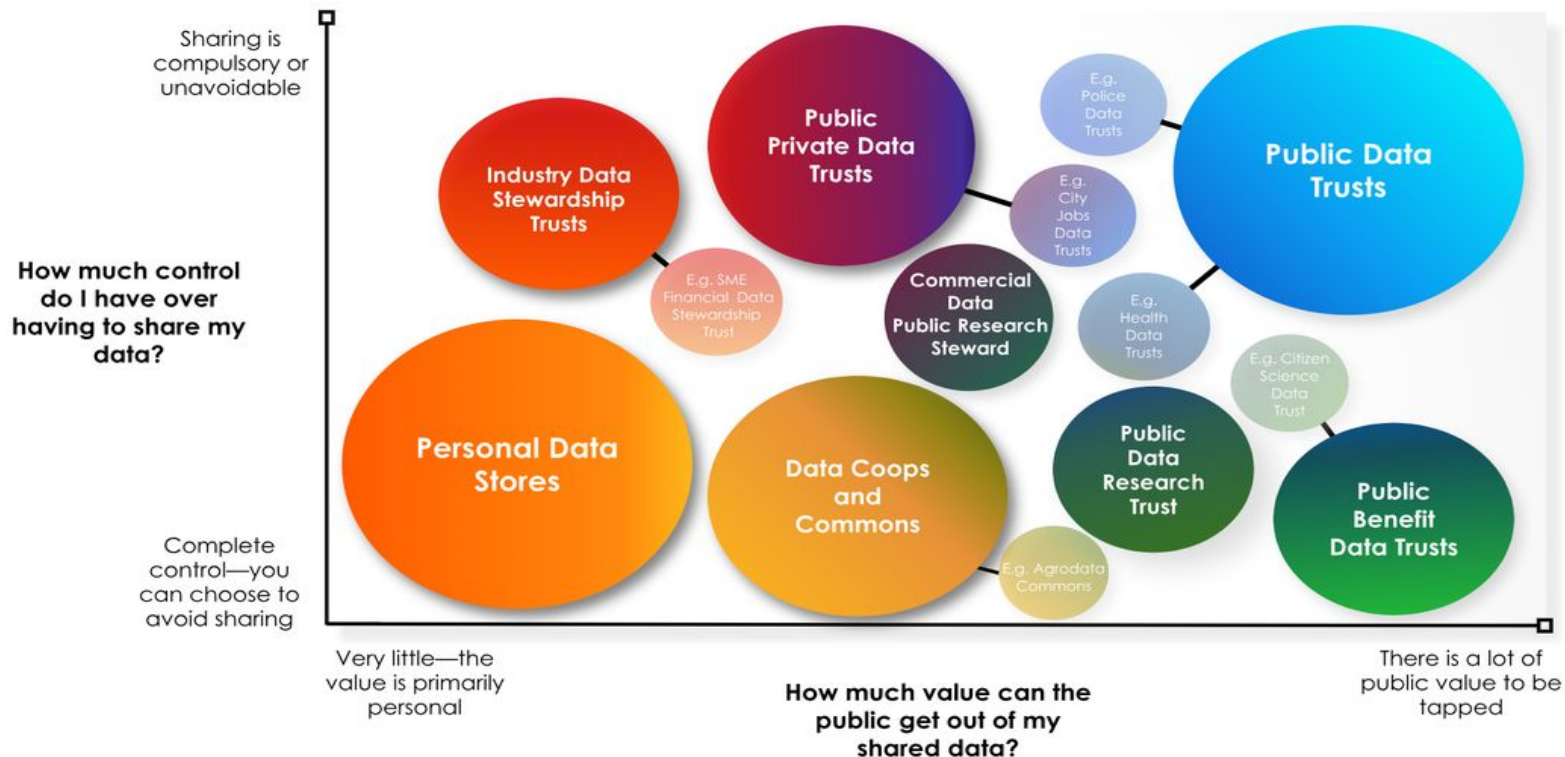 Sharing is
compulsory or
unavoidable
How much control
do I have over
having to share my
data?
Complete
control—you
can choose to
avoid sharing
Industry Data
Stewardship
Trusts
E.g. SME
Financial Data
Stewardship
Trust
Public
Private Data
Trusts
E.g.
City
Jobs
Data
Trusts
E.g.
Police
Data
Trusts
Public Data
Trusts
E.g.
Health
Data
Trusts
Commercial
Data
Public Research
Steward
Personal Data
Stores
Data Coops
and
Commons
E.g. Agrodata
Commons
Public
Data
Research
Trust
E.g. Citizen
Science
Data
Trust
Public
Benefit
Data Trusts
Very little—the
value is primarily
personal
How much value can the
public get out of my
shared data?
There is a lot of
public value to be
tapped